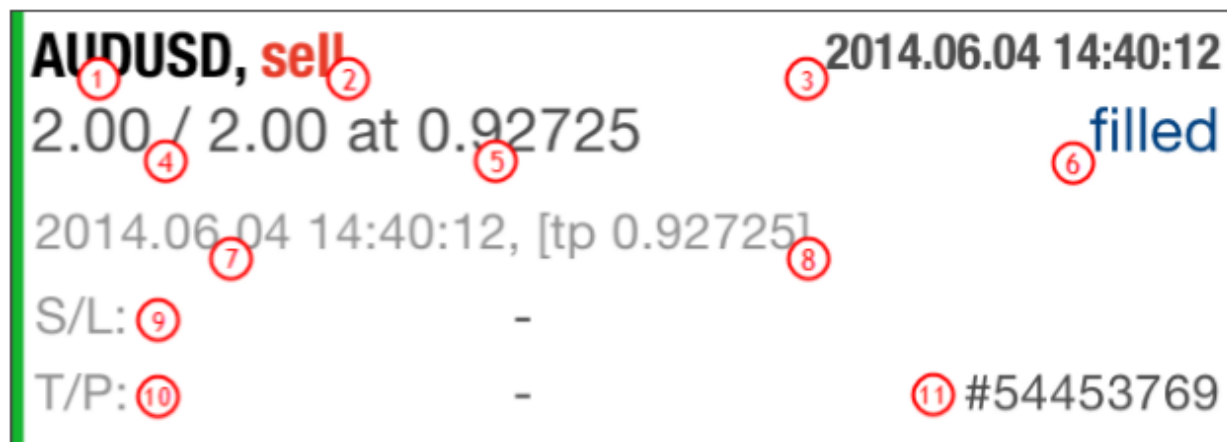 AUDUSD, sell 2014.06.04 14:40:12
1 2 3
2.00 / 2.00 at 0.92725 filled
4 5 6
2014.06.04 14:40:12, [tp 0.92725]
7 8
S/L: 9 -
T/P: 10 - 11 #54453769